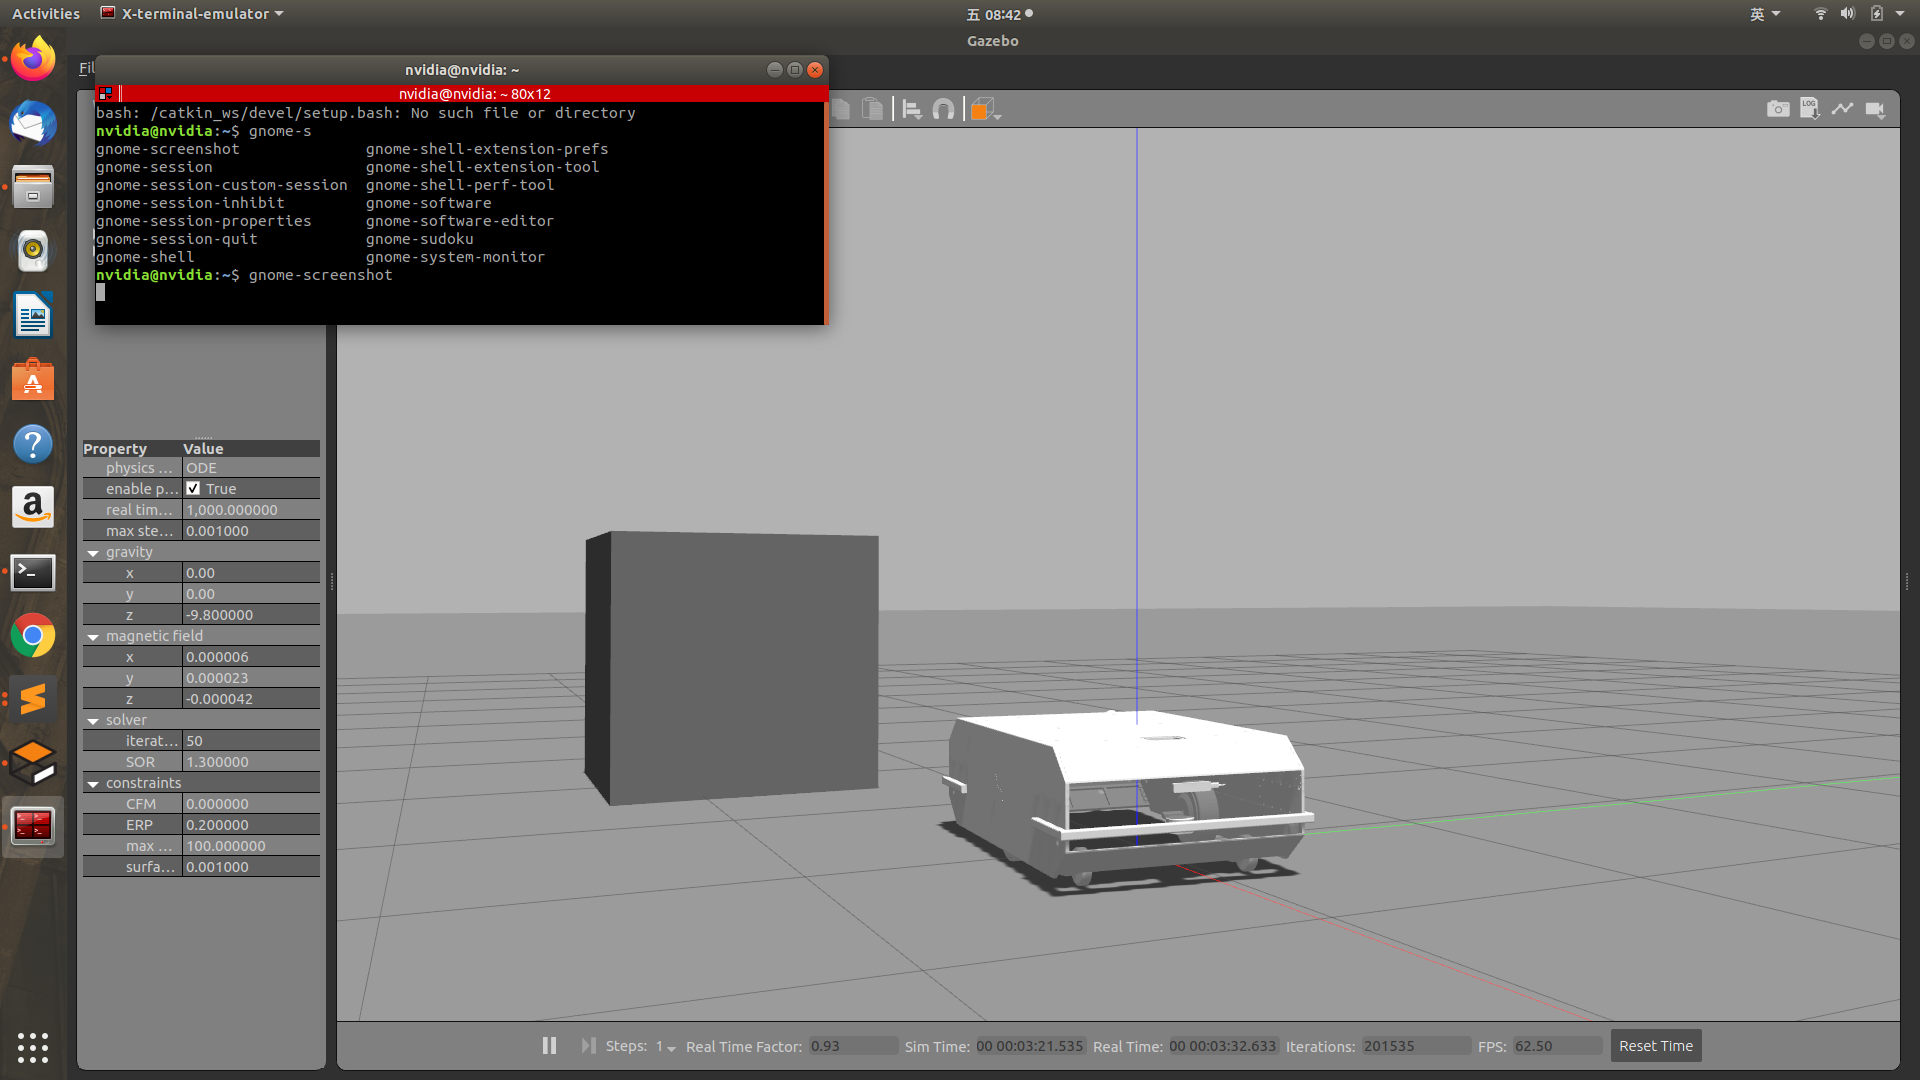 Activities
X-terminal-emulator
五 08:42
英
Gazebo
nvidia@nvidia: ~
nvidia@nvidia: ~ 80x12
bash: /catkin_ws/devel/setup.bash: No such file or directory
nvidia@nvidia:~$ gnome-s
gnome-screenshot gnome-shell-extension-prefs
gnome-session gnome-shell-extension-tool
gnome-session-custom-session gnome-shell-perf-tool
gnome-session-inhibit gnome-software
gnome-session-properties gnome-software-editor
gnome-session-quit gnome-sudoku
gnome-shell gnome-system-monitor
nvidia@nvidia:~$ gnome-screenshot
LOG
Property Value
physics ... ODE
enable p... True
real tim... 1,000.000000
max ste... 0.001000
gravity
x 0.00
y 0.00
z -9.800000
magnetic field
x 0.000006
y 0.000023
z -0.000042
solver
iterat... 50
SOR 1.300000
constraints
CFM 0.000000
ERP 0.200000
max ... 100.000000
surfa... 0.001000
Steps: 1 Real Time Factor: 0.93 Sim Time: 00 00:03:21.535 Real Time: 00 00:03:32.633 Iterations: 201535 FPS: 62.50 Reset Time